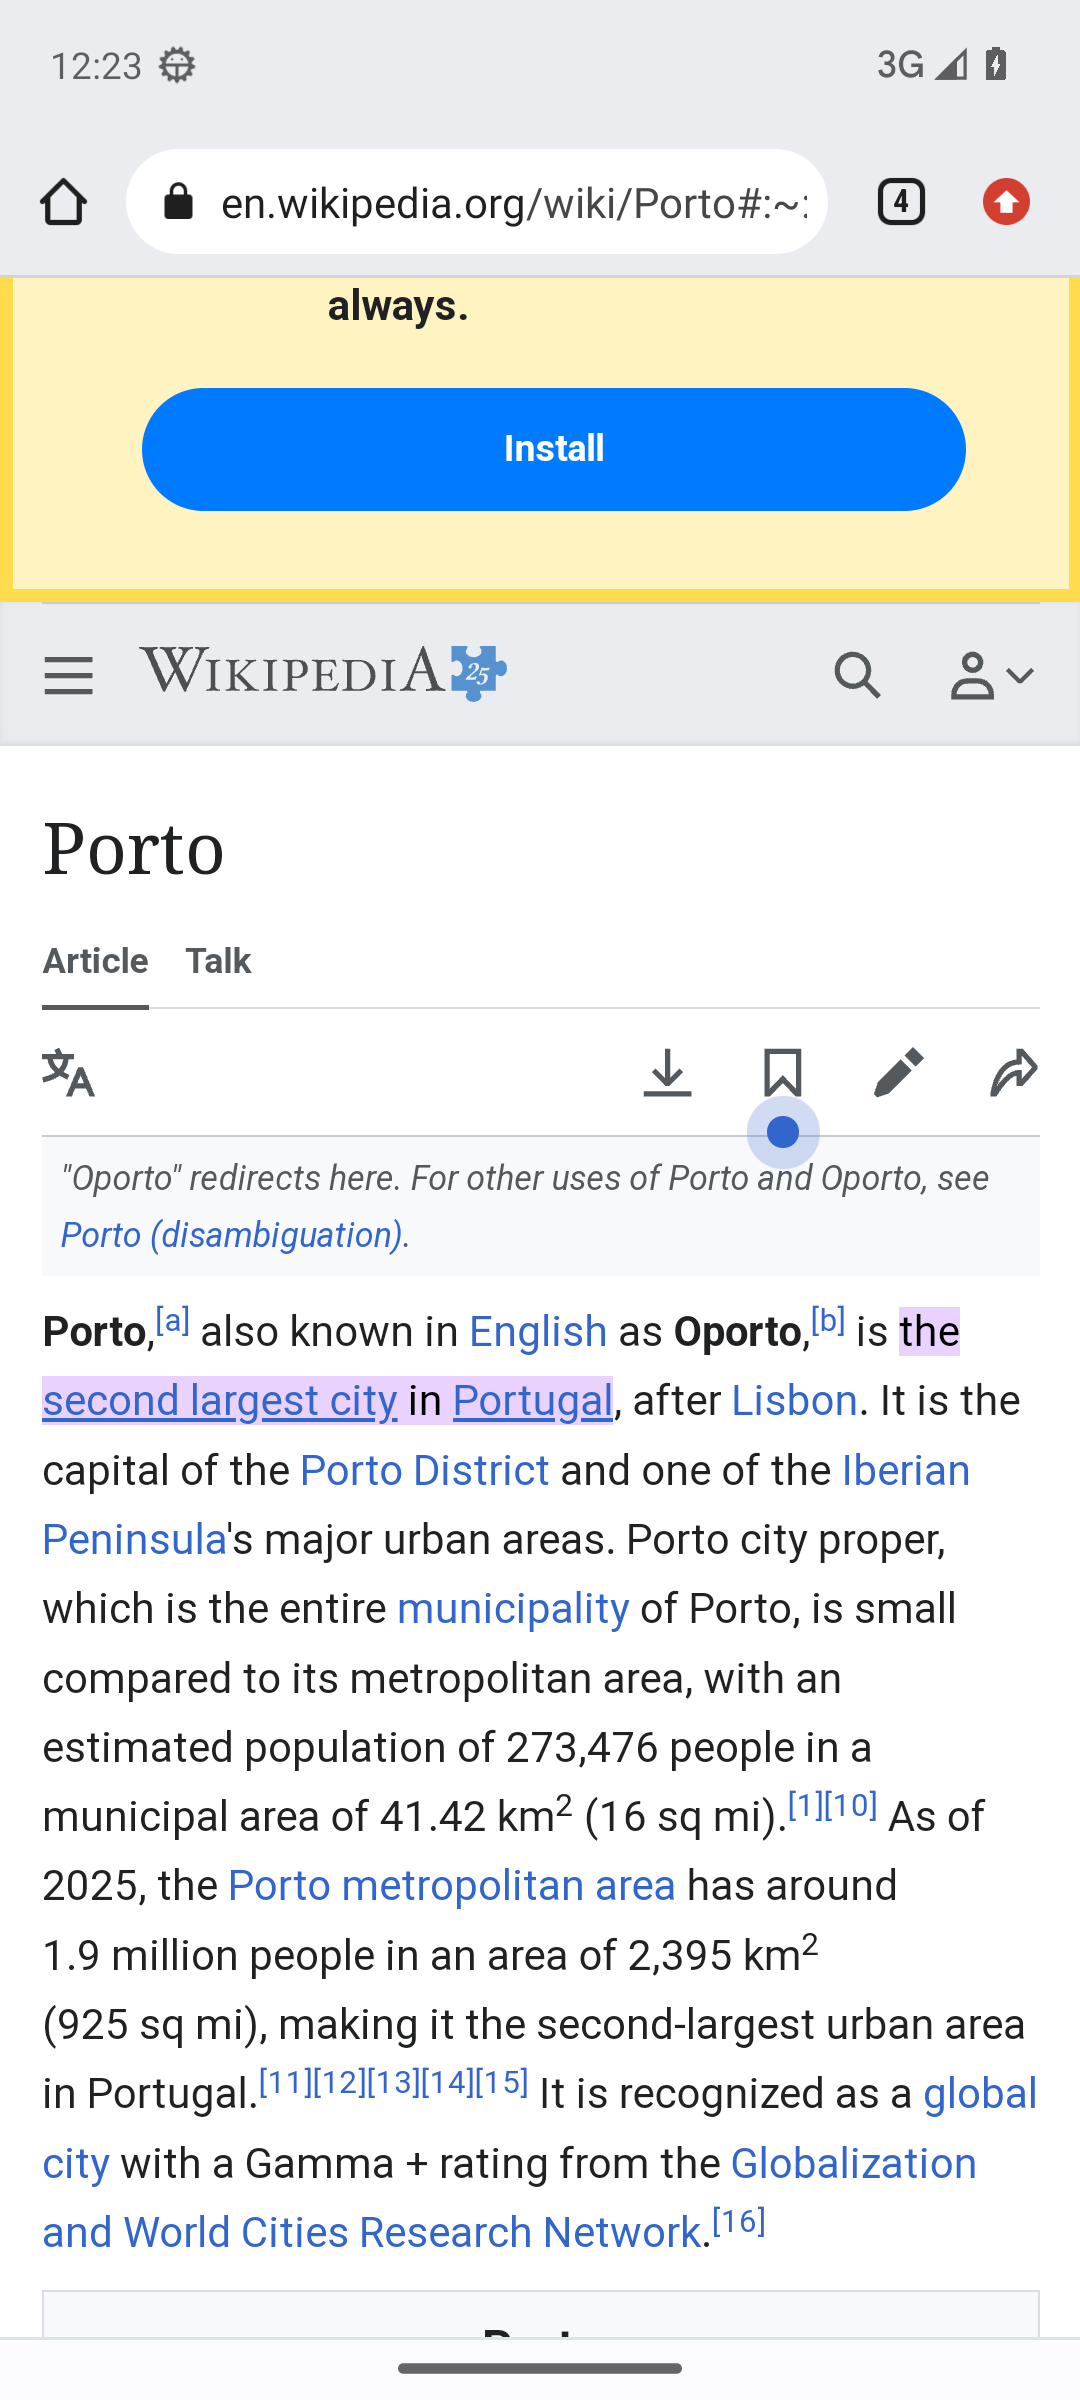 12:23 3G
en.wikipedia.org/wiki/Porto#:~:
4
always.
Install
WIKIPEDIA 25
Porto
Article Talk
"Oporto" redirects here. For other uses of Porto and Oporto, see
Porto (disambiguation).
Porto,[a] also known in English as Oporto,[b] is the
second largest city in Portugal, after Lisbon. It is the
capital of the Porto District and one of the Iberian
Peninsula's major urban areas. Porto city proper,
which is the entire municipality of Porto, is small
compared to its metropolitan area, with an
estimated population of 273,476 people in a
municipal area of 41.42 km² (16 sq mi).[1][10] As of
2025, the Porto metropolitan area has around
1.9 million people in an area of 2,395 km²
(925 sq mi), making it the second-largest urban area
in Portugal.[11][12][13][14][15] It is recognized as a global
city with a Gamma + rating from the Globalization
and World Cities Research Network.[16]